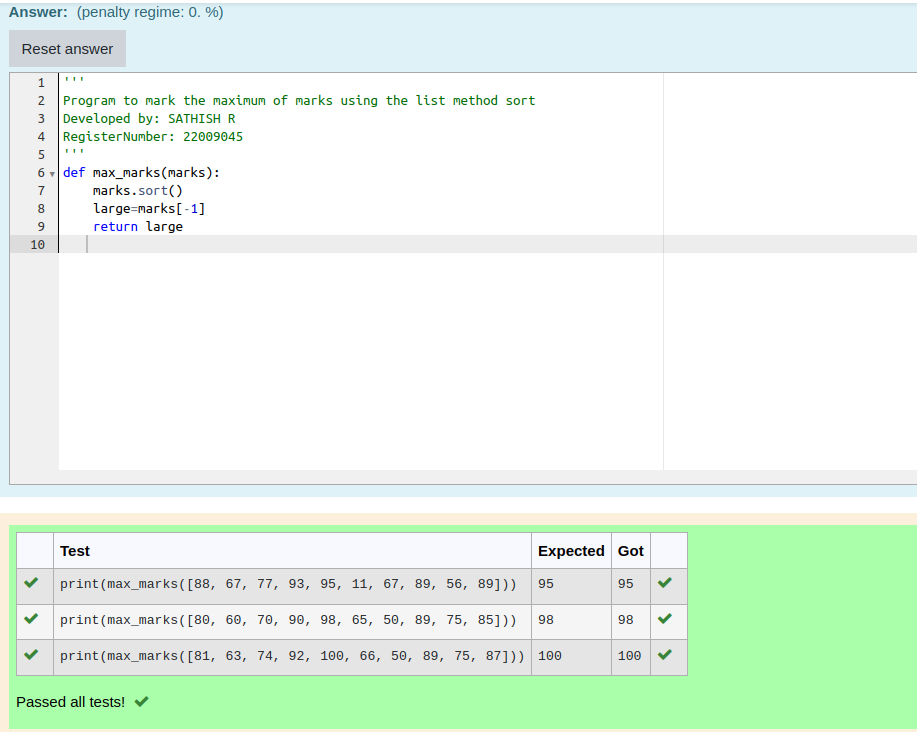 Answer: (penalty regime: 0. %)
Reset answer
1 '''
2 Program to mark the maximum of marks using the list method sort
3 Developed by: SATHISH R
4 RegisterNumber: 22009045
5 '''
6 def max_marks(marks):
7     marks.sort()
8     large=marks[-1]
9     return large
10
Test Expected Got
print(max_marks([88, 67, 77, 93, 95, 11, 67, 89, 56, 89])) 95 95
print(max_marks([80, 60, 70, 90, 98, 65, 50, 89, 75, 85])) 98 98
print(max_marks([81, 63, 74, 92, 100, 66, 50, 89, 75, 87])) 100 100
Passed all tests!